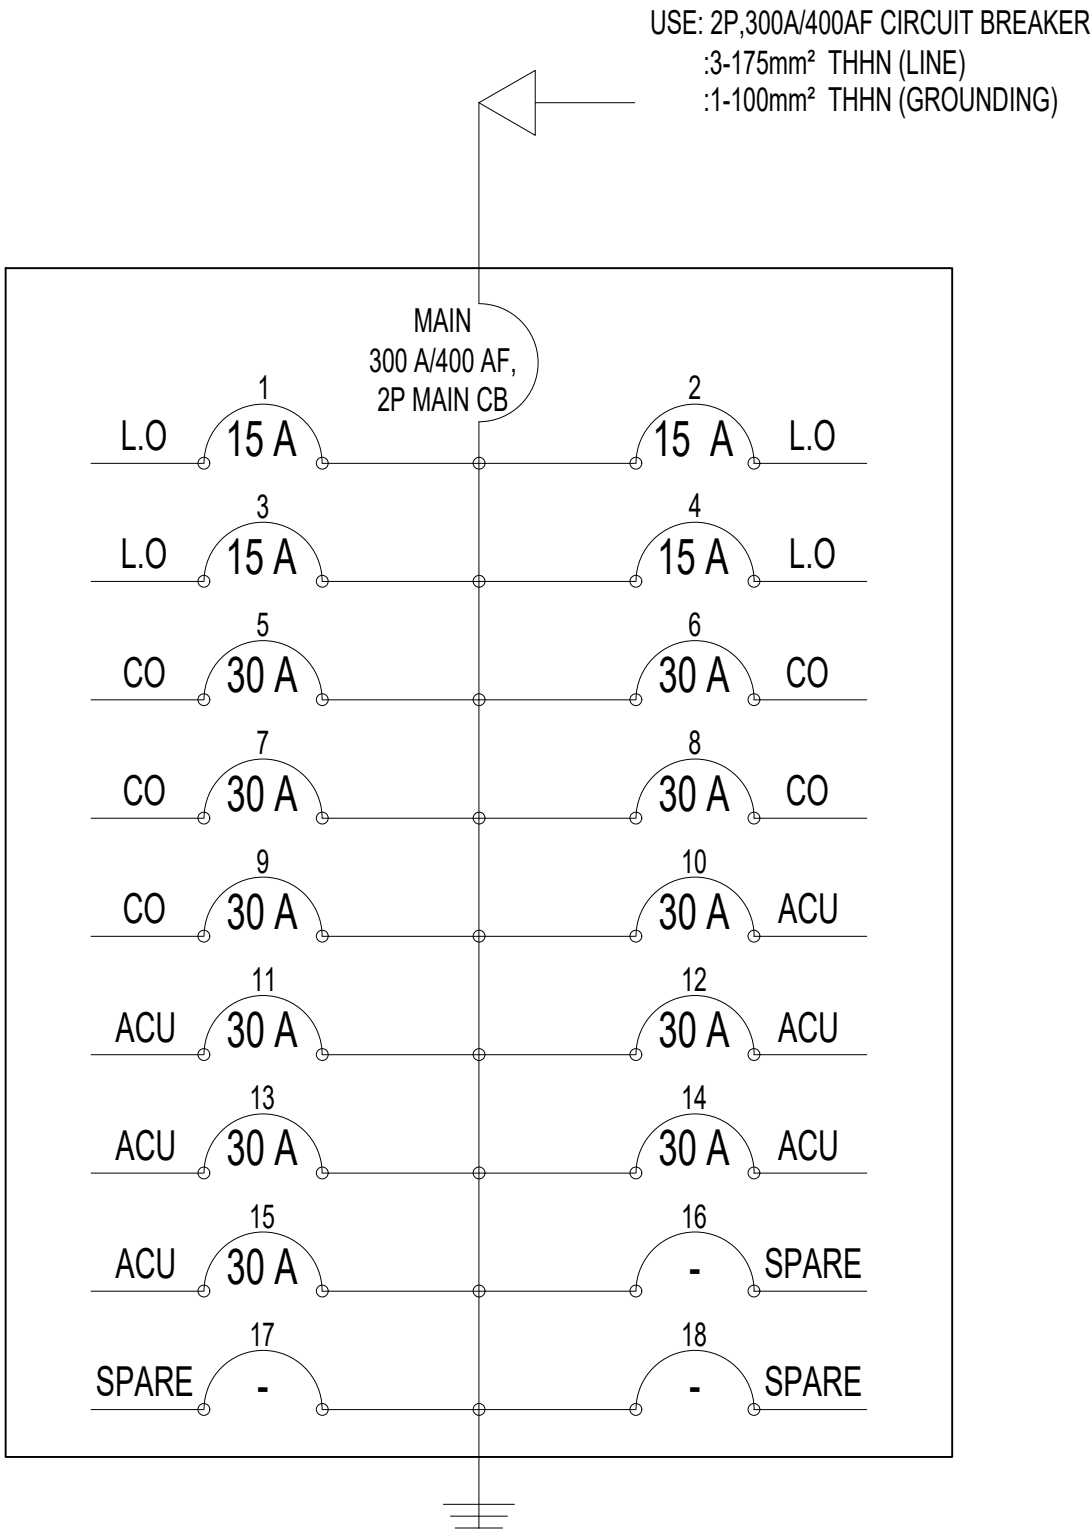 USE: 2P,300A/400AF CIRCUIT BREAKER
:3-175mm² THHN (LINE)
:1-100mm² THHN (GROUNDING)
MAIN
300 A/400 AF,
2P MAIN CB
1
2
L.O 15 A
15 A L.O
3
4
L.O 15 A
15 A L.O
5
6
CO 30 A
30 A CO
7
8
CO 30 A
30 A CO
9
10
CO 30 A
30 A ACU
11
12
ACU 30 A
30 A ACU
13
14
ACU 30 A
30 A ACU
15
16
ACU 30 A
- SPARE
17
18
SPARE -
- SPARE